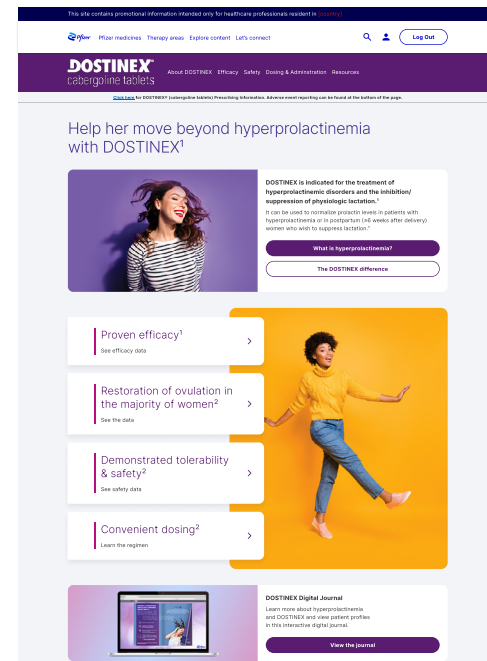 This site contains promotional information intended only for healthcare professionals resident in [country]
Pfizer Pfizer medicines Therapy areas Explore content Let's connect Log Out
DOSTINEX™
cabergoline tablets
About DOSTINEX Efficacy Safety Dosing & Adminstration Resources
Click here for DOSTINEX® (cabergoline tablets) Prescribing Information. Adverse event reporting can be found at the bottom of the page.
Help her move beyond hyperprolactinemia
with DOSTINEX¹
DOSTINEX is indicated for the treatment of
hyperprolactinemic disorders and the inhibition/
suppression of physiologic lactation.¹
It can be used to normalize prolactin levels in patients with
hyperprolactinemia or in postpartum (≥6 weeks after delivery)
women who wish to suppress lactation.
What is hyperprolactinemia?
The DOSTINEX difference
Proven efficacy¹
See efficacy data
Restoration of ovulation in
the majority of women²
See the data
Demonstrated tolerability
& safety²
See safety data
Convenient dosing²
Learn the regimen
DOSTINEX Digital Journal
Learn more about hyperprolactinemia
and DOSTINEX and view patient profiles
in this interactive digital journal.
View the journal